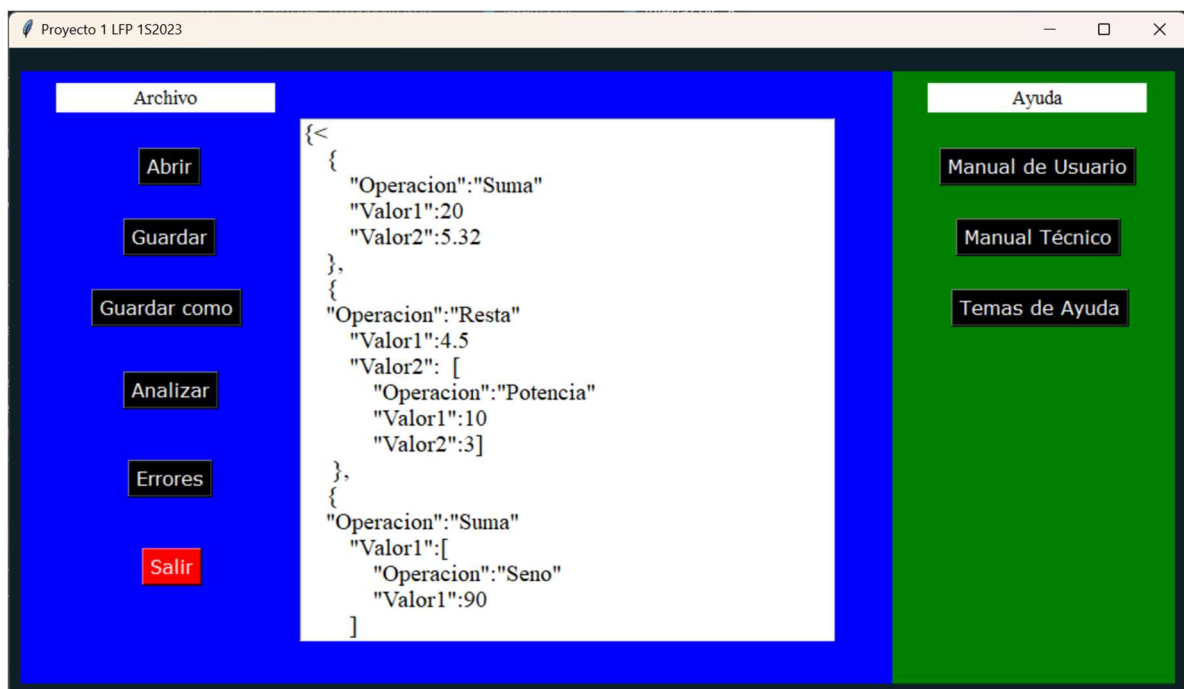 Proyecto 1 LFP 1S2023
Archivo
Abrir
Guardar
Guardar como
Analizar
Errores
Salir
{<
{
"Operacion":"Suma"
"Valor1":20
"Valor2":5.32
},
{
"Operacion":"Resta"
"Valor1":4.5
"Valor2": [
"Operacion":"Potencia"
"Valor1":10
"Valor2":3]
},
{
"Operacion":"Suma"
"Valor1":[
"Operacion":"Seno"
"Valor1":90
]
Ayuda
Manual de Usuario
Manual Técnico
Temas de Ayuda